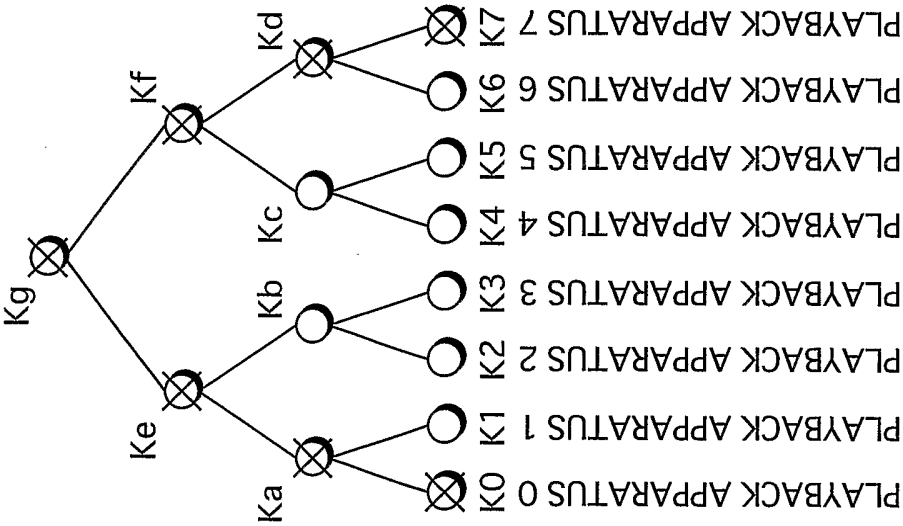 Kg
Ke
Kf
Ka
Kb
Kc
Kd
K0
K1
K2
K3
K4
K5
K6
K7
PLAYBACK APPARATUS 0
PLAYBACK APPARATUS 1
PLAYBACK APPARATUS 2
PLAYBACK APPARATUS 3
PLAYBACK APPARATUS 4
PLAYBACK APPARATUS 5
PLAYBACK APPARATUS 6
PLAYBACK APPARATUS 7